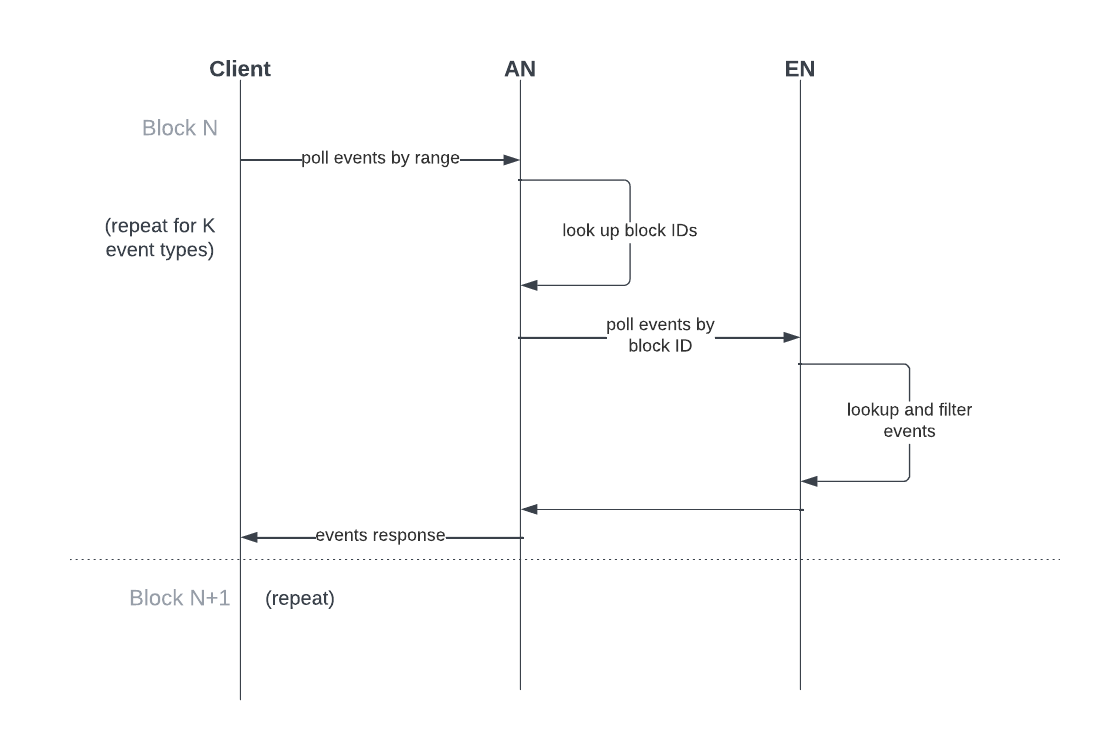 Client
AN
EN
Block N
poll events by range
(repeat for K
event types)
look up block IDs
poll events by
block ID
lookup and filter
events
events response
Block N+1
(repeat)